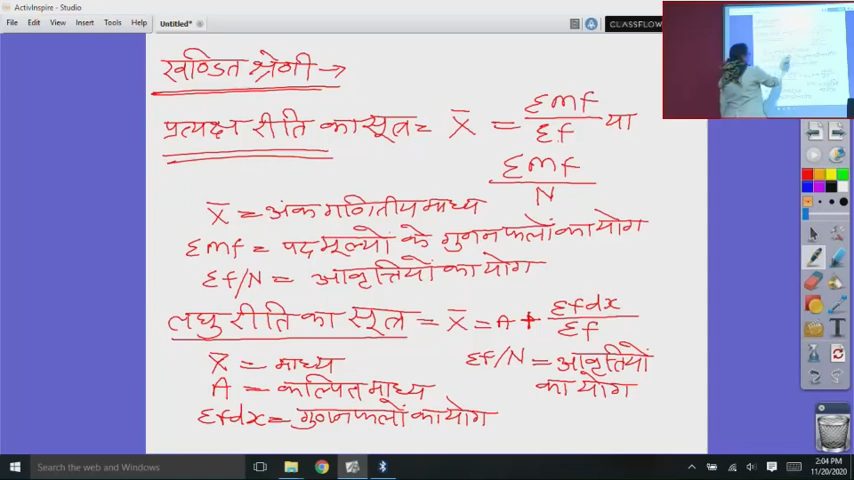 ActivInspire - Studio
File Edit View Insert Tools Help
Untitled*
CLASSFLOW
खण्डित श्रेणी →
प्रत्यक्ष रीति का सूत्र = X̄ = Σmf/Σf या
Σmf/N
X̄ = अंकगणितीय माध्य
Σmf = पद मूल्यों के गुणनफलों का योग
Σf/N = आवृत्तियों का योग
लघु रीति का सूत्र = X̄ = A + Σfdx/Σf
X̄ = माध्य
Σf/N = आवृत्तियों
का योग
A = कल्पित माध्य
Σfdx = गुणनफलों का योग
Search the web and Windows
2:04 PM
11/20/2020